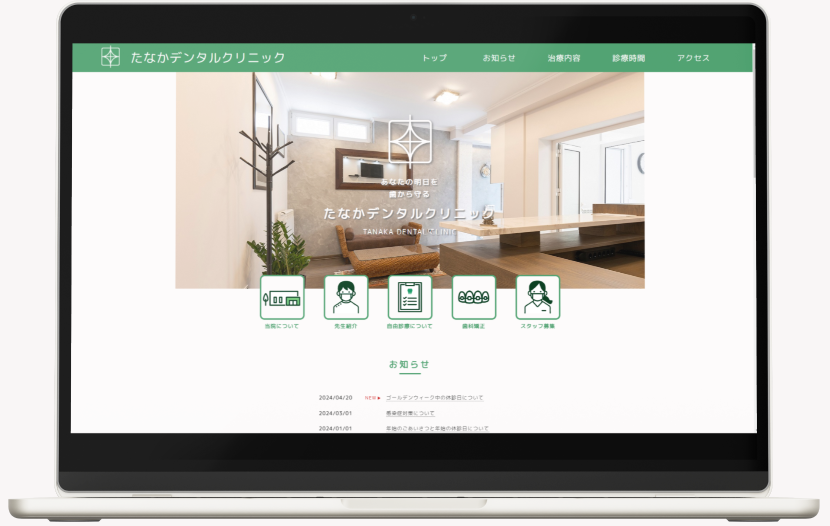 たなかデンタルクリニック
トップ お知らせ 治療内容 診療時間 アクセス
あなたの明日を
歯から守る
たなかデンタルクリニック
TANAKA DENTAL CLINIC
当院について 先生紹介 自由診療について 歯科矯正 スタッフ募集
お知らせ
2024/04/20 NEW ゴールデンウィーク中の休診日について
2024/03/01 感染症対策について
2024/01/01 年始のごあいさつと年始の休診日について